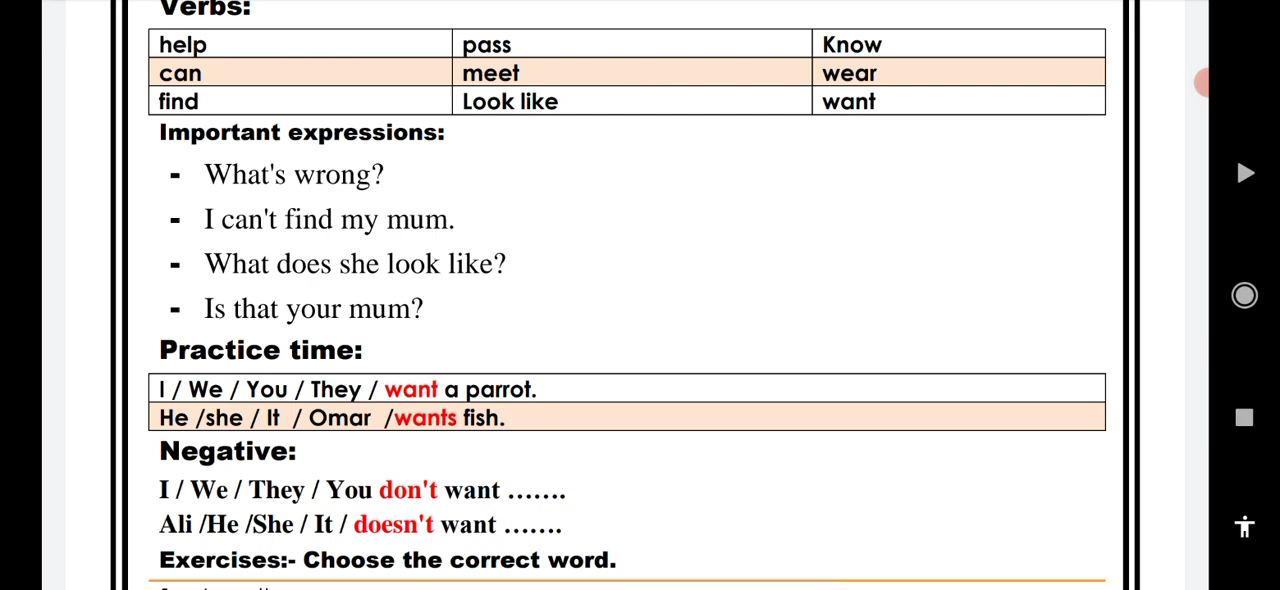 Verbs:
help pass Know
can meet wear
find Look like want
Important expressions:
- What's wrong?
- I can't find my mum.
- What does she look like?
- Is that your mum?
Practice time:
I / We / You / They / want a parrot.
He /she / It / Omar /wants fish.
Negative:
I / We / They / You don't want …….
Ali /He /She / It / doesn't want …….
Exercises:- Choose the correct word.